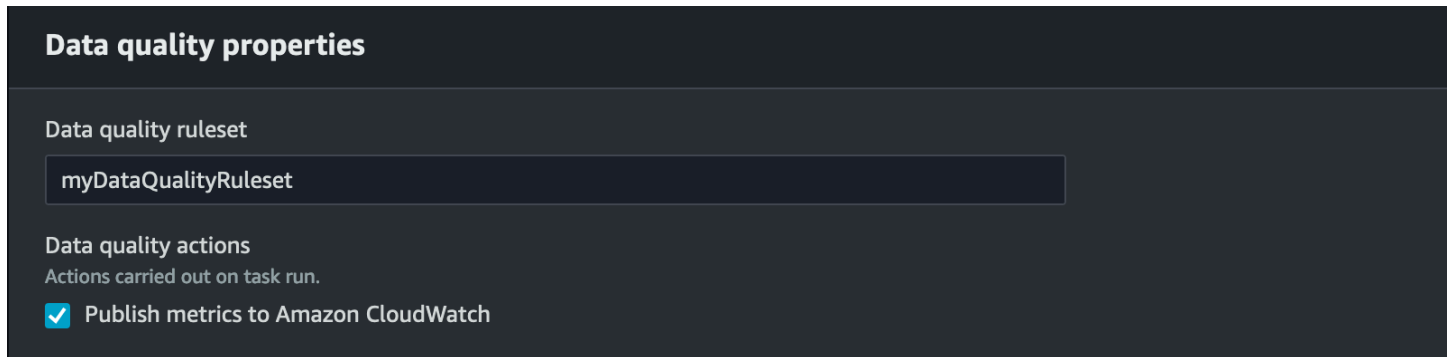 Data quality properties
Data quality ruleset
myDataQualityRuleset
Data quality actions
Actions carried out on task run.
Publish metrics to Amazon CloudWatch